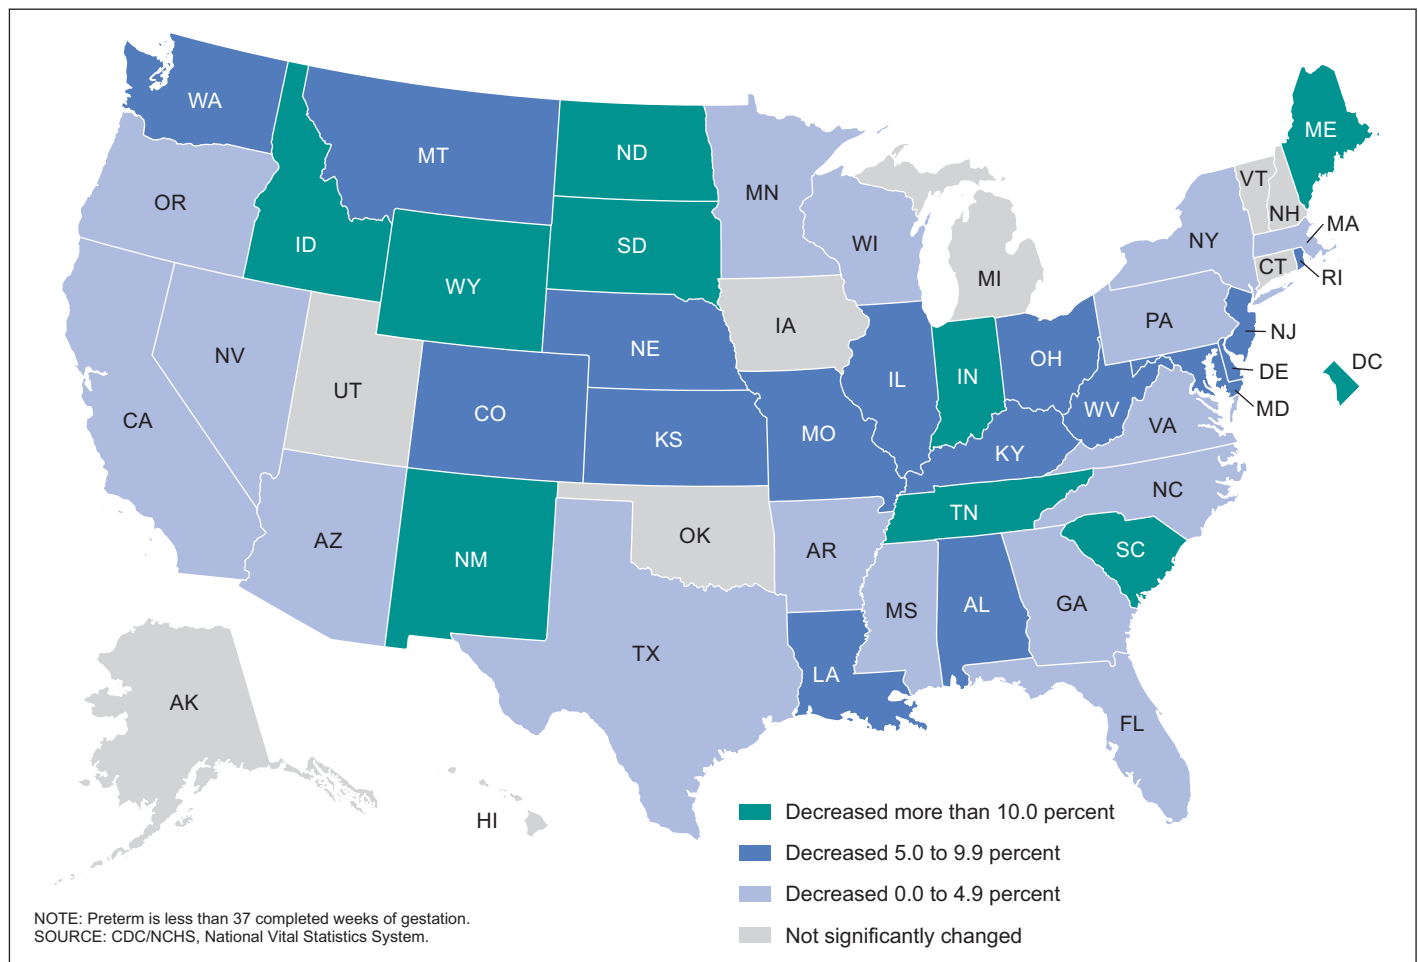 WA
MT
ND
MN
ME
VT
NH
OR
ID
SD
WI
NY
MA
WY
MI
CT
RI
IA
PA
NV
NE
NJ
UT
IL
IN
OH
DE
DC
CA
CO
MD
KS
MO
WV
VA
KY
NC
AZ
NM
OK
AR
TN
SC
MS
AL
GA
TX
LA
AK
FL
HI
Decreased more than 10.0 percent
Decreased 5.0 to 9.9 percent
Decreased 0.0 to 4.9 percent
Not significantly changed
NOTE: Preterm is less than 37 completed weeks of gestation.
SOURCE: CDC/NCHS, National Vital Statistics System.